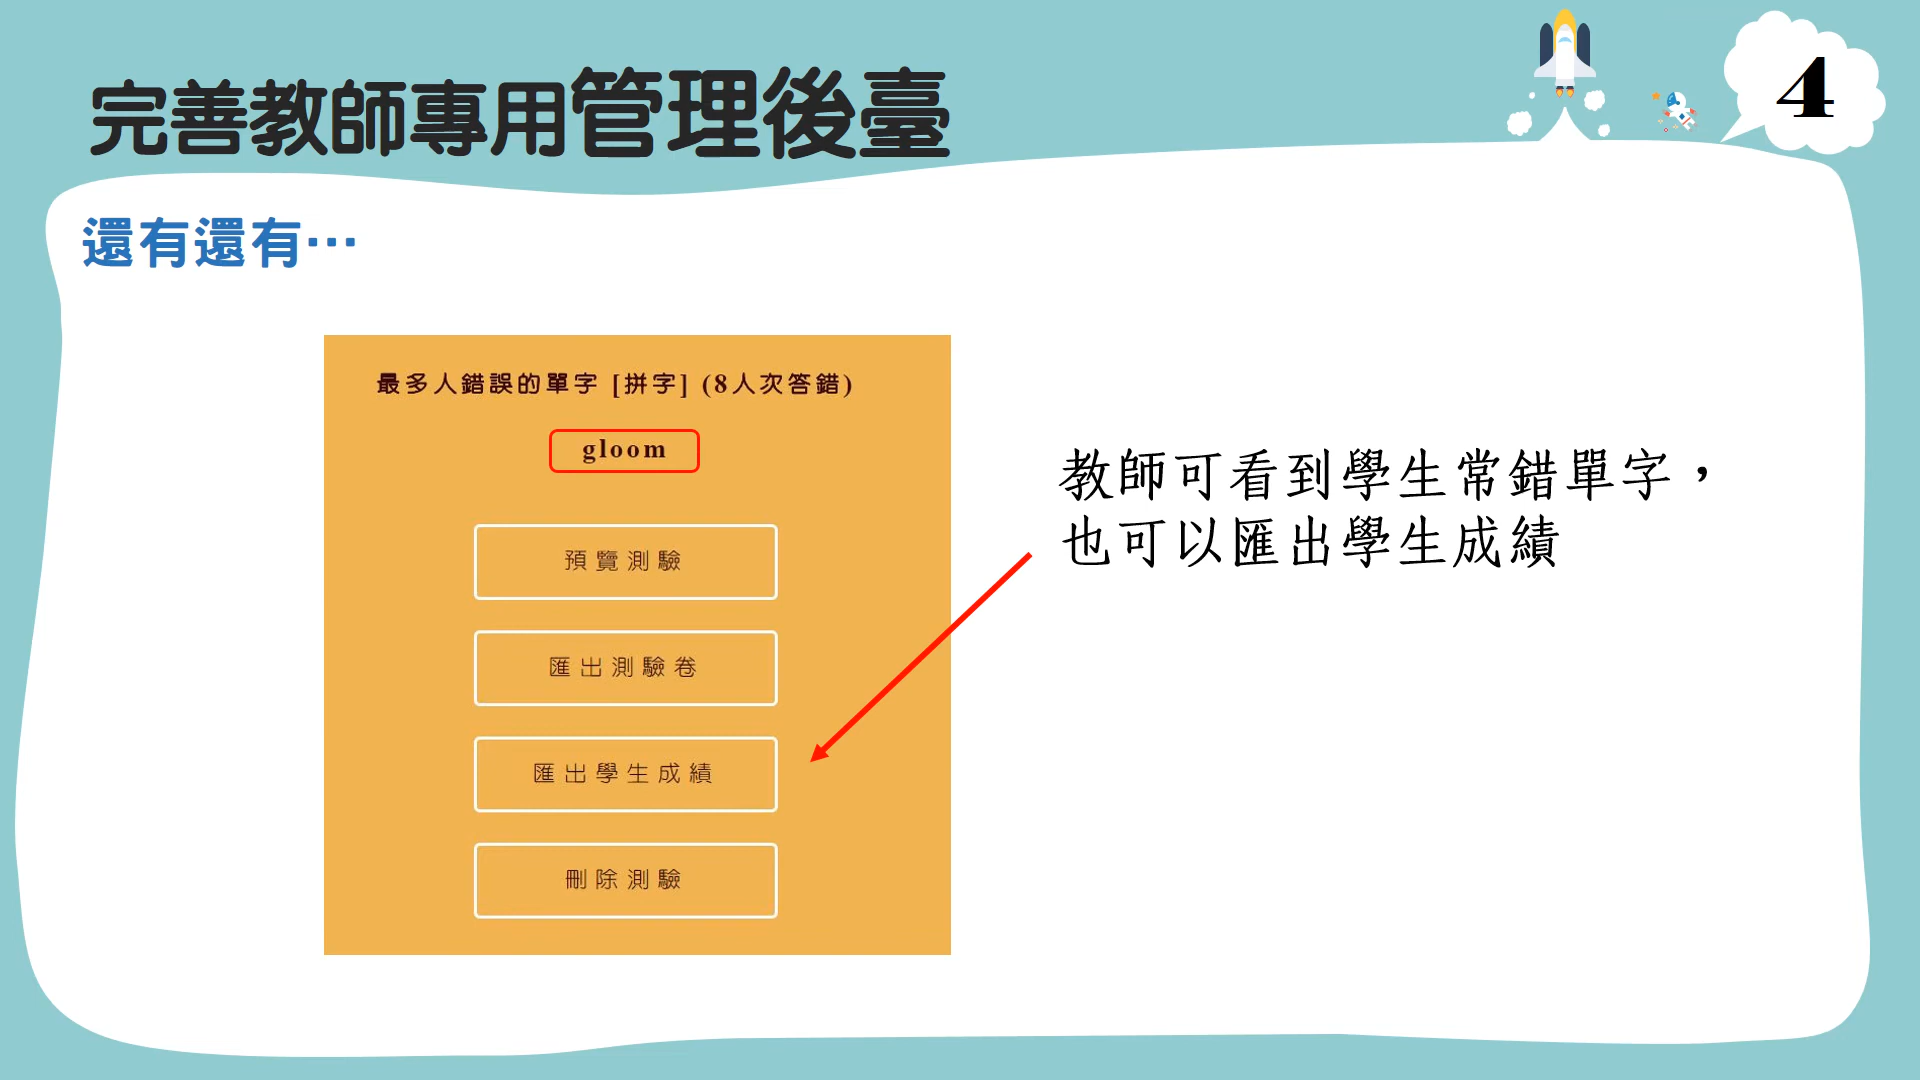 完善教師專用管理後臺
4
還有還有…
最多人錯誤的單字 [拼字] (8人次答錯)
gloom
預覽測驗
匯出測驗卷
匯出學生成績
刪除測驗
教師可看到學生常錯單字，
也可以匯出學生成績